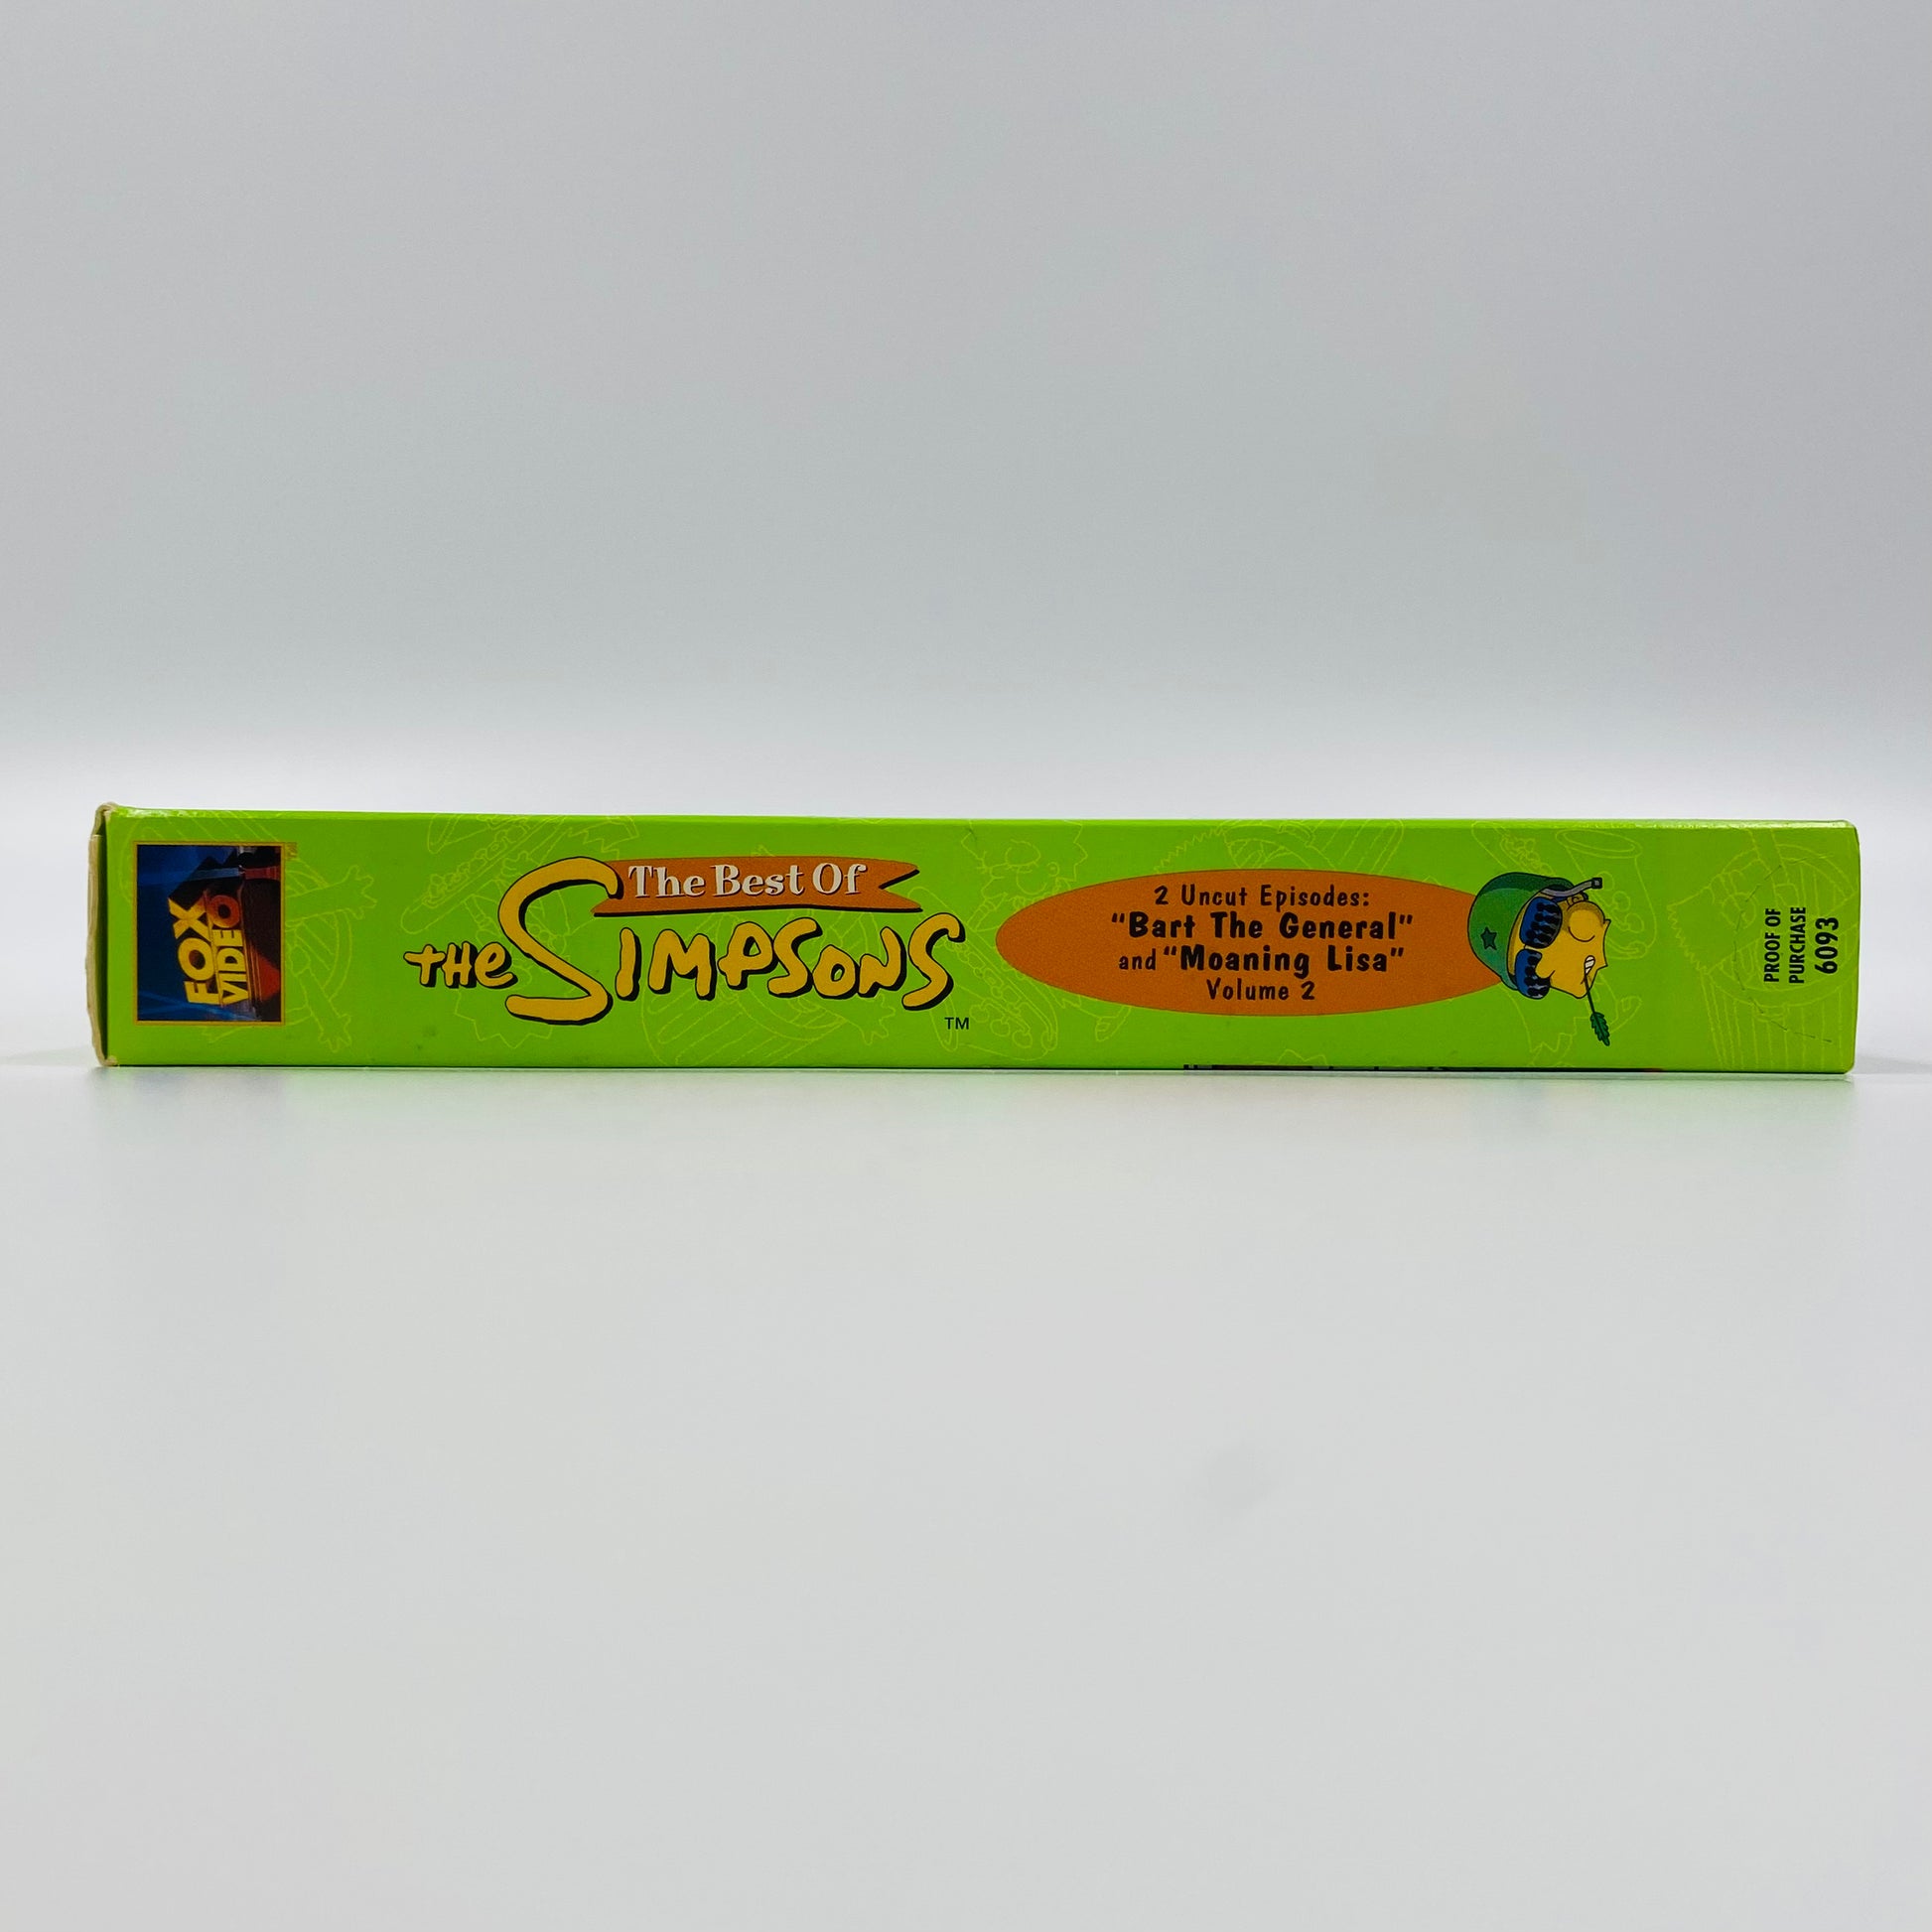 FOX
VIDEO
The Best Of
THE SIMPSONS
TM
2 Uncut Episodes:
"Bart The General"
and "Moaning Lisa"
Volume 2
PROOF OF
PURCHASE
6093